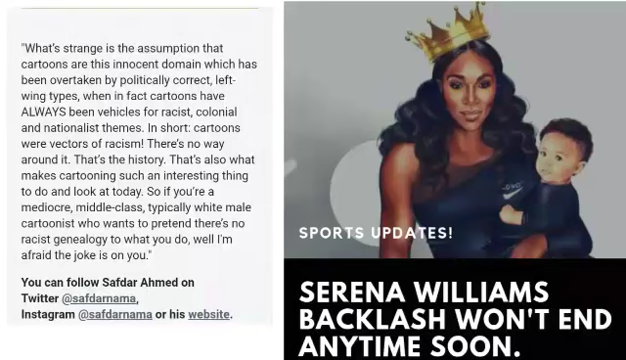 "What's strange is the assumption that
cartoons are this innocent domain which has
been overtaken by politically correct, left-
wing types, when in fact cartoons have
ALWAYS been vehicles for racist, colonial
and nationalist themes. In short: cartoons
were vectors of racism! There's no way
around it. That's the history. That's also what
makes cartooning such an interesting thing
to do and look at today. So if you're a
mediocre, middle-class, typically white male
cartoonist who wants to pretend there's no
racist genealogy to what you do, well I'm
afraid the joke is on you."
You can follow Safdar Ahmed on
Twitter @safdarnama,
Instagram @safdarnama or his website.
SPORTS UPDATES!
SERENA WILLIAMS
BACKLASH WON'T END
ANYTIME SOON.